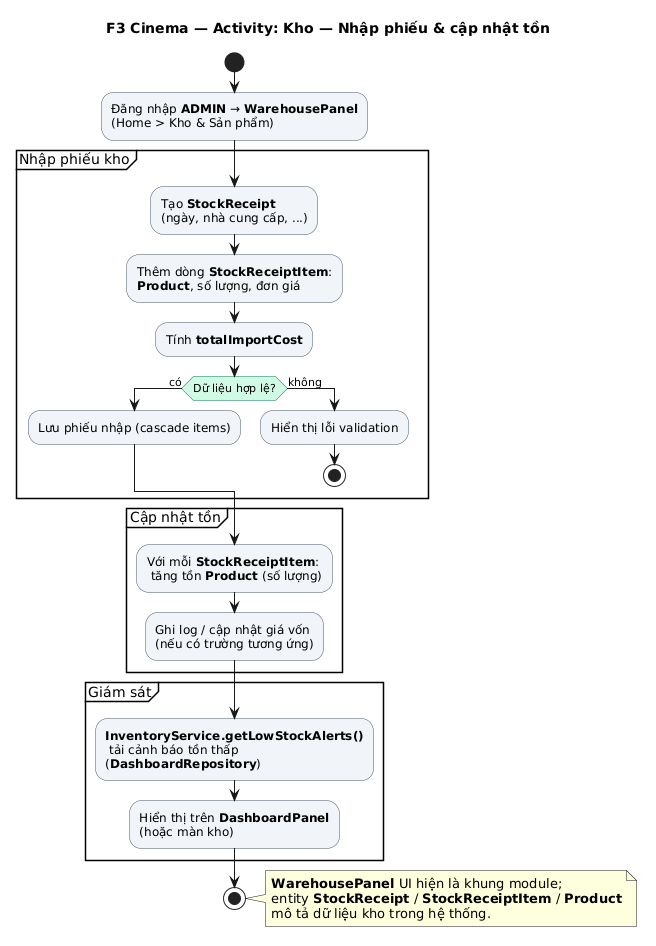 F3 Cinema — Activity: Kho — Nhập phiếu & cập nhật tồn
Đăng nhập ADMIN → WarehousePanel
(Home > Kho & Sản phẩm)
Nhập phiếu kho
Tạo StockReceipt
(ngày, nhà cung cấp, ...)
Thêm dòng StockReceiptItem:
Product, số lượng, đơn giá
Tính totalImportCost
Dữ liệu hợp lệ?
có
không
Lưu phiếu nhập (cascade items)
Hiển thị lỗi validation
Cập nhật tồn
Với mỗi StockReceiptItem:
tăng tồn Product (số lượng)
Ghi log / cập nhật giá vốn
(nếu có trường tương ứng)
Giám sát
InventoryService.getLowStockAlerts()
tải cảnh báo tồn thấp
(DashboardRepository)
Hiển thị trên DashboardPanel
(hoặc màn kho)
WarehousePanel UI hiện là khung module;
entity StockReceipt / StockReceiptItem / Product
mô tả dữ liệu kho trong hệ thống.